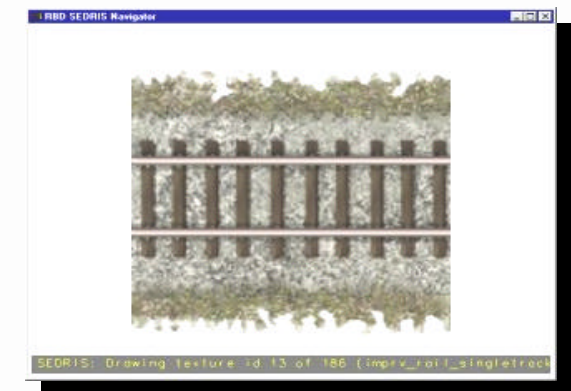 RBD SEDRIS Navigator
SEDRIS: Drawing texture id 13 of 186 (imprv_rail_singletrack